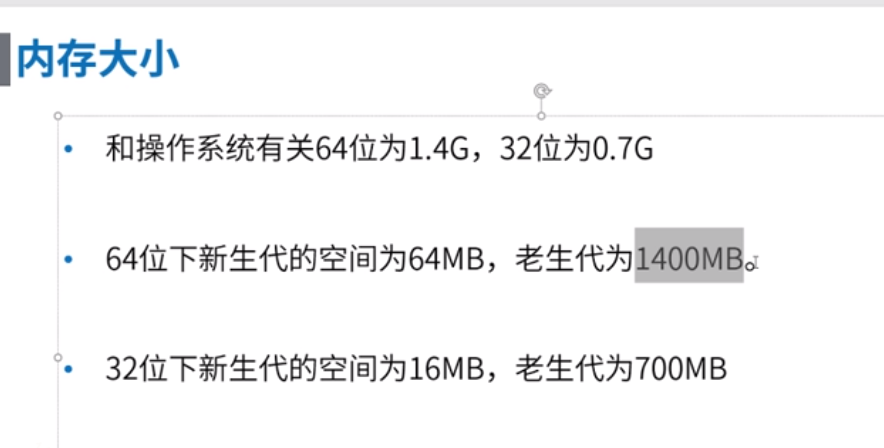 内存大小
• 和操作系统有关64位为1.4G，32位为0.7G
• 64位下新生代的空间为64MB，老生代为1400MB。
• 32位下新生代的空间为16MB，老生代为700MB